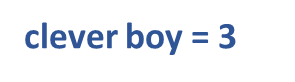 clever boy = 3